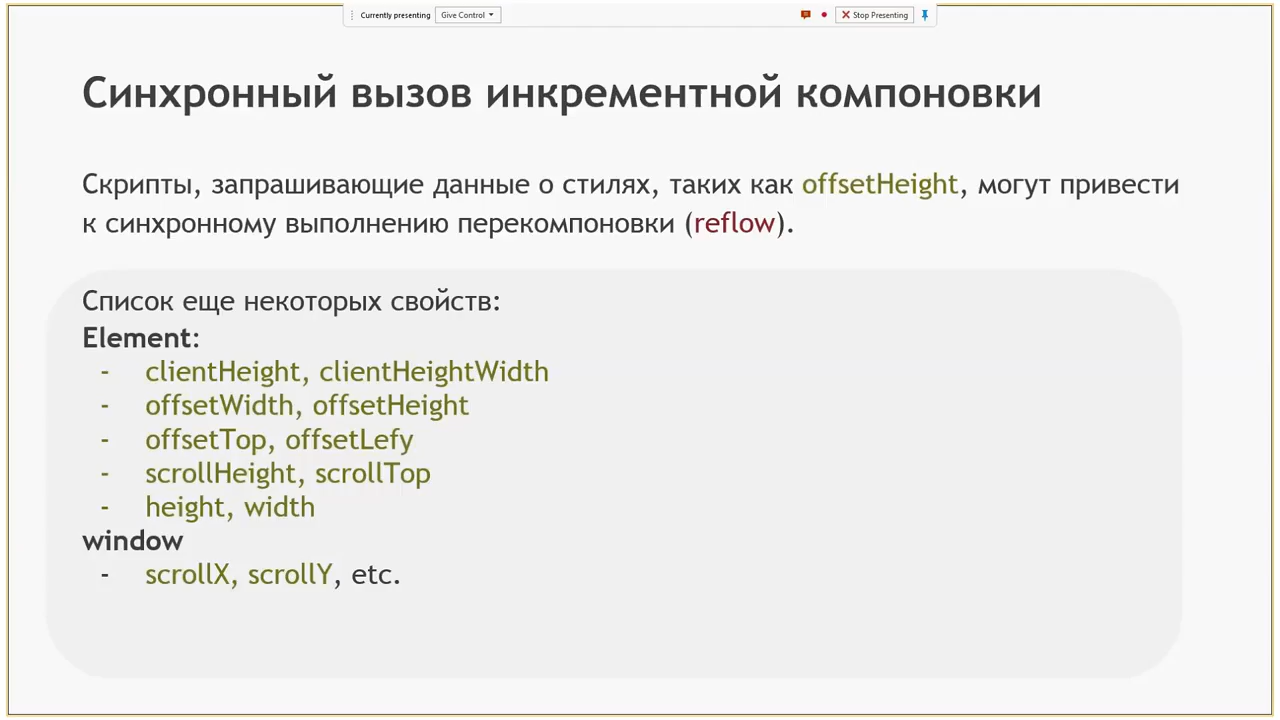 Currently presenting Give Control Stop Presenting
Синхронный вызов инкрементной компоновки
Скрипты, запрашивающие данные о стилях, таких как offsetHeight, могут привести
к синхронному выполнению перекомпоновки (reflow).
Список еще некоторых свойств:
Element:
- clientHeight, clientHeightWidth
- offsetWidth, offsetHeight
- offsetTop, offsetLefy
- scrollHeight, scrollTop
- height, width
window
- scrollX, scrollY, etc.